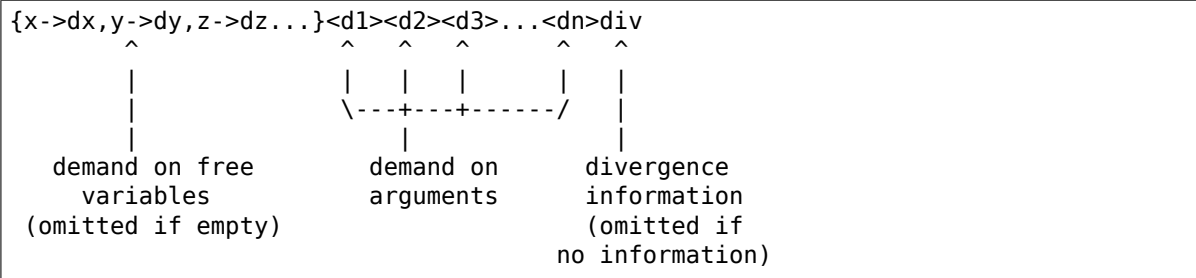 {x->dx,y->dy,z->dz...}<d1><d2><d3>...<dn>div
        ^              ^   ^   ^      ^   ^
        |              |   |   |      |   |
        |              \---+---+------/   |
        |                  |              |
   demand on free        demand on      divergence
     variables           arguments      information
 (omitted if empty)                     (omitted if
                                      no information)